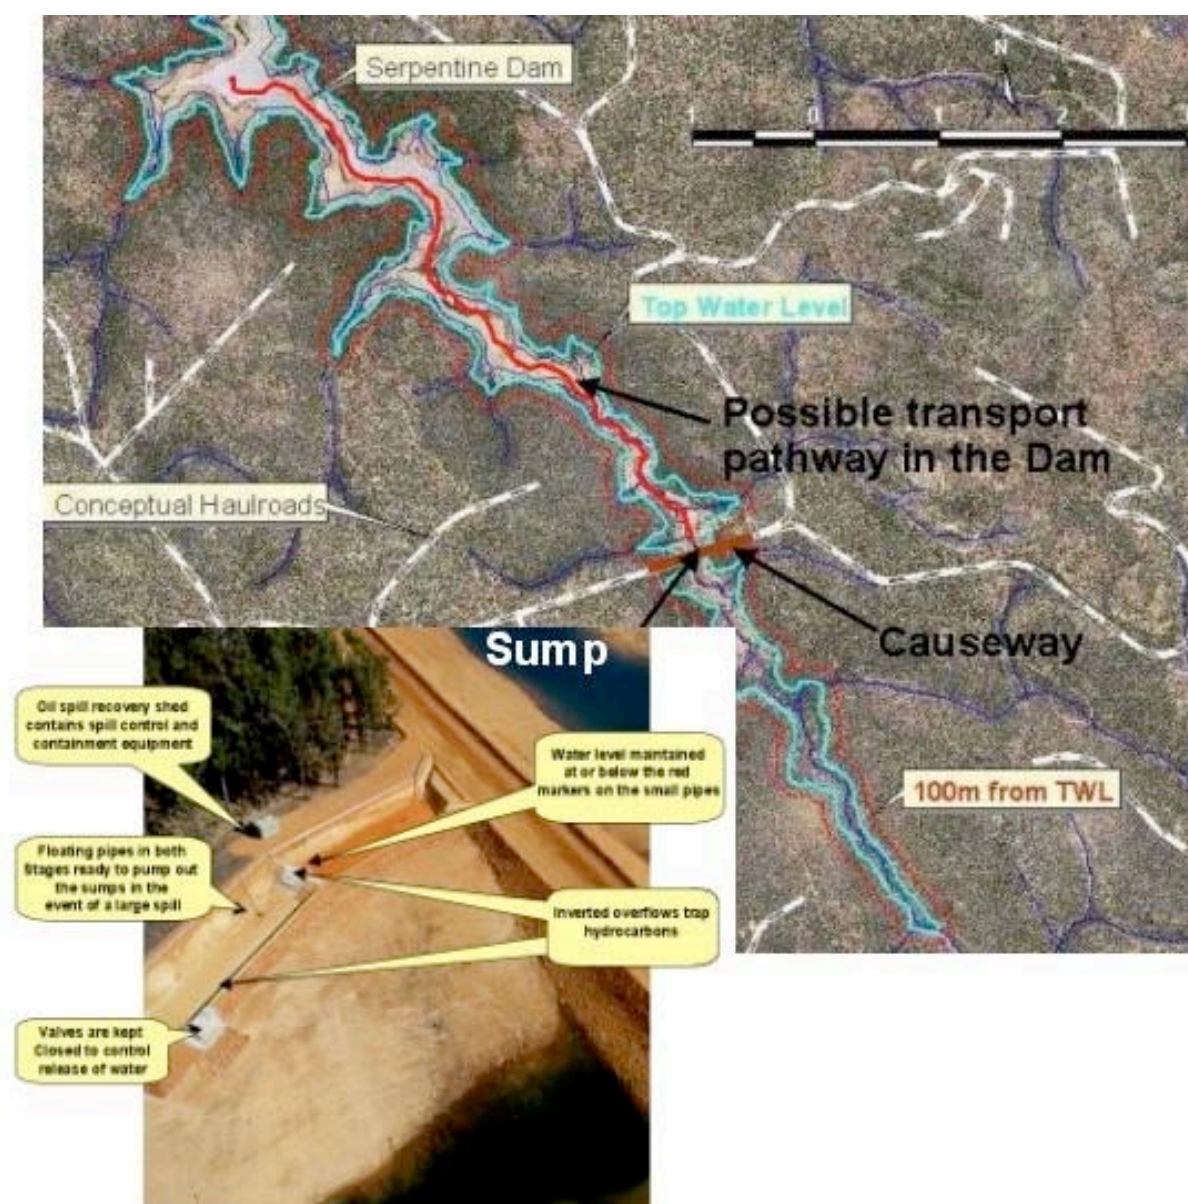 Serpentine Dam
N
1 0 1 2
Top Water Level
Possible transport
pathway in the Dam
Conceptual Haulroads
Sump
Causeway
100m from TWL
Oil spill recovery shed
contains spill control and
containment equipment
Water level maintained
at or below the red
markers on the small pipes
Floating pipes in both
Stages ready to pump out
the sumps in the
event of a large spill
Inverted overflows trap
hydrocarbons
Valves are kept
Closed to control
release of water